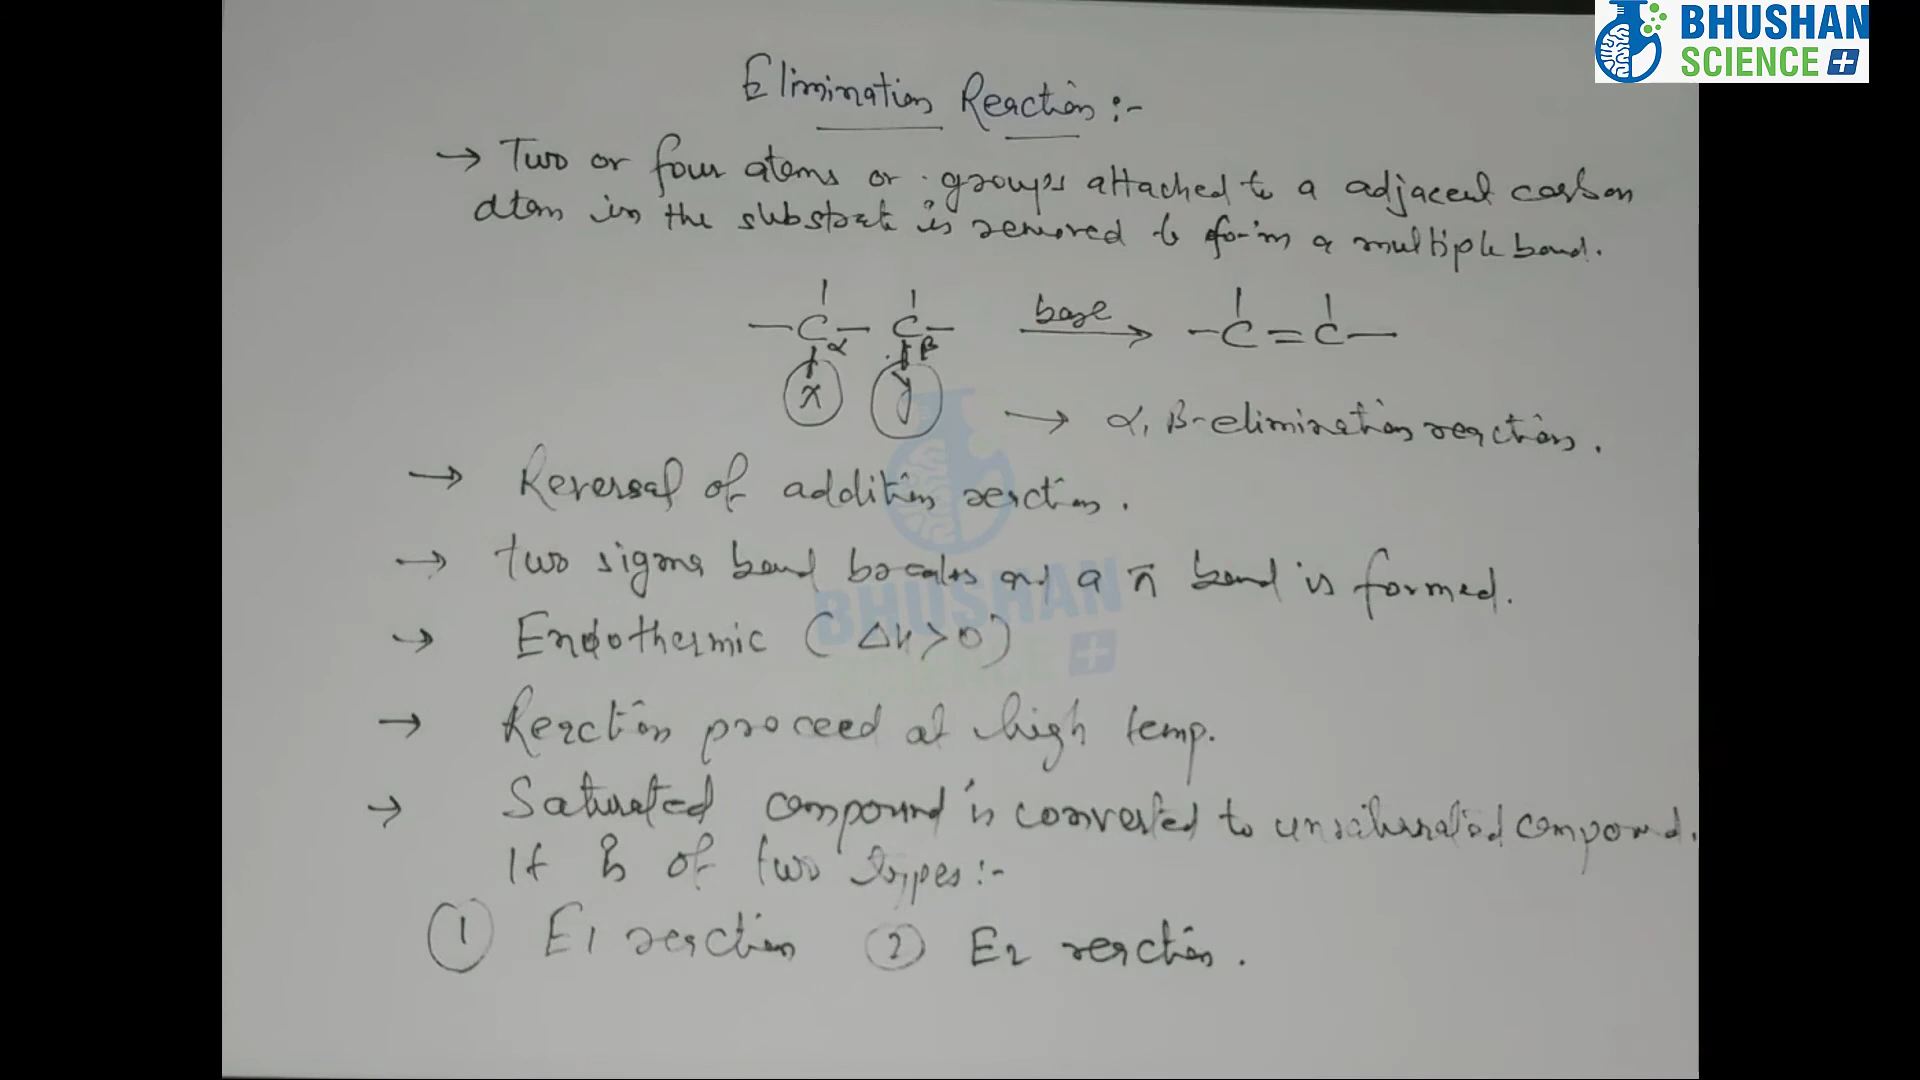 BHUSHAN
SCIENCE +
Elimination Reaction :-
→ Two or four atoms or groups attached to a adjacent carbon
atom in the substrate is removed to form a multiple bond.
base
-C-C- → -C=C-
α β
X y
→ α, β-elimination reaction.
→ Reversal of addition reaction.
→ two sigma bond breaks and a π bond is formed.
→ Endothermic (ΔH>0)
→ Reaction proceed at high temp.
→ Saturated compound is converted to unsaturated compound.
It is of two types:-
① E1 reaction ② E2 reaction.
BHUSHAN
SCIENCE +